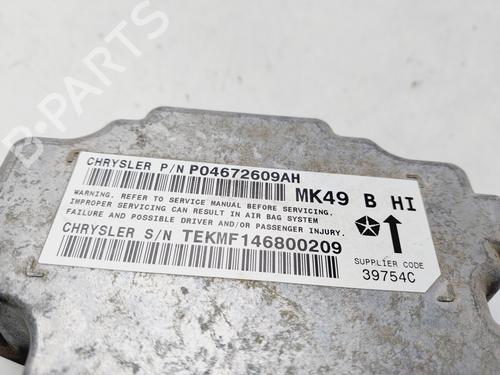 B-PARTS
CHRYSLER P/N P04672609AH
MK49 B HI
WARNING. REFER TO SERVICE MANUAL BEFORE SERVICING.
IMPROPER SERVICING CAN RESULT IN AIR BAG SYSTEM
FAILURE AND POSSIBLE DRIVER AND/OR PASSENGER INJURY.
CHRYSLER S/N TEKMF146800209
SUPPLIER CODE
39754C